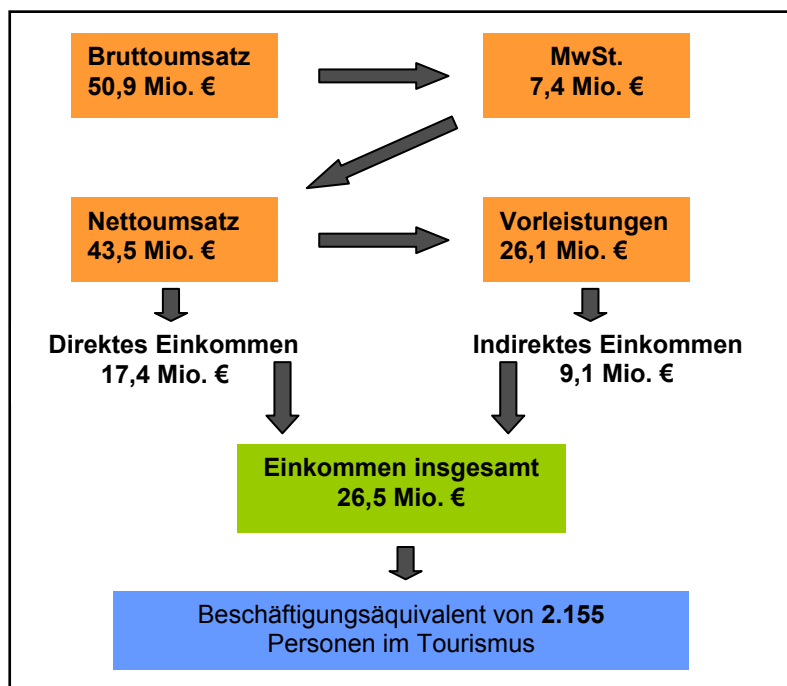 Bruttoumsatz
50,9 Mio. €
MwSt.
7,4 Mio. €
Nettoumsatz
43,5 Mio. €
Vorleistungen
26,1 Mio. €
Direktes Einkommen
17,4 Mio. €
Indirektes Einkommen
9,1 Mio. €
Einkommen insgesamt
26,5 Mio. €
Beschäftigungsäquivalent von 2.155
Personen im Tourismus